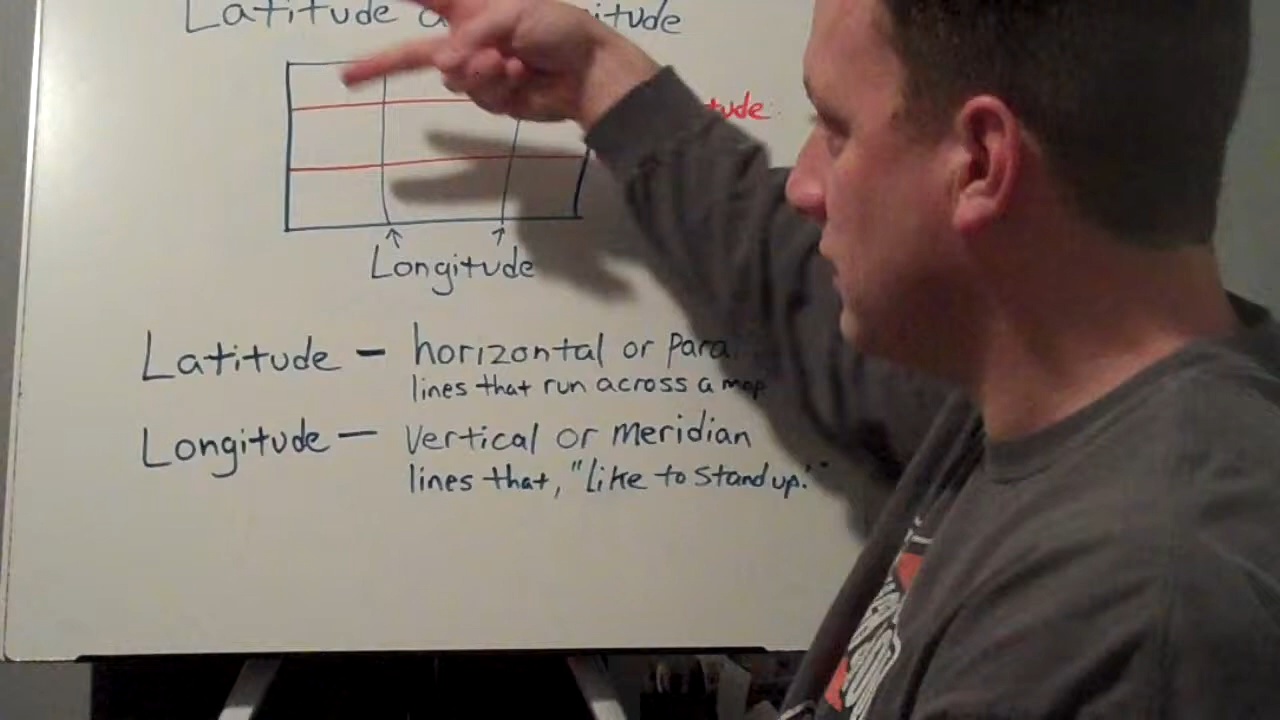 Latitude
tude:
Longitude
Latitude – horizontal or para
lines that run across a map
Longitude – vertical or meridian
lines that, "like to stand up."